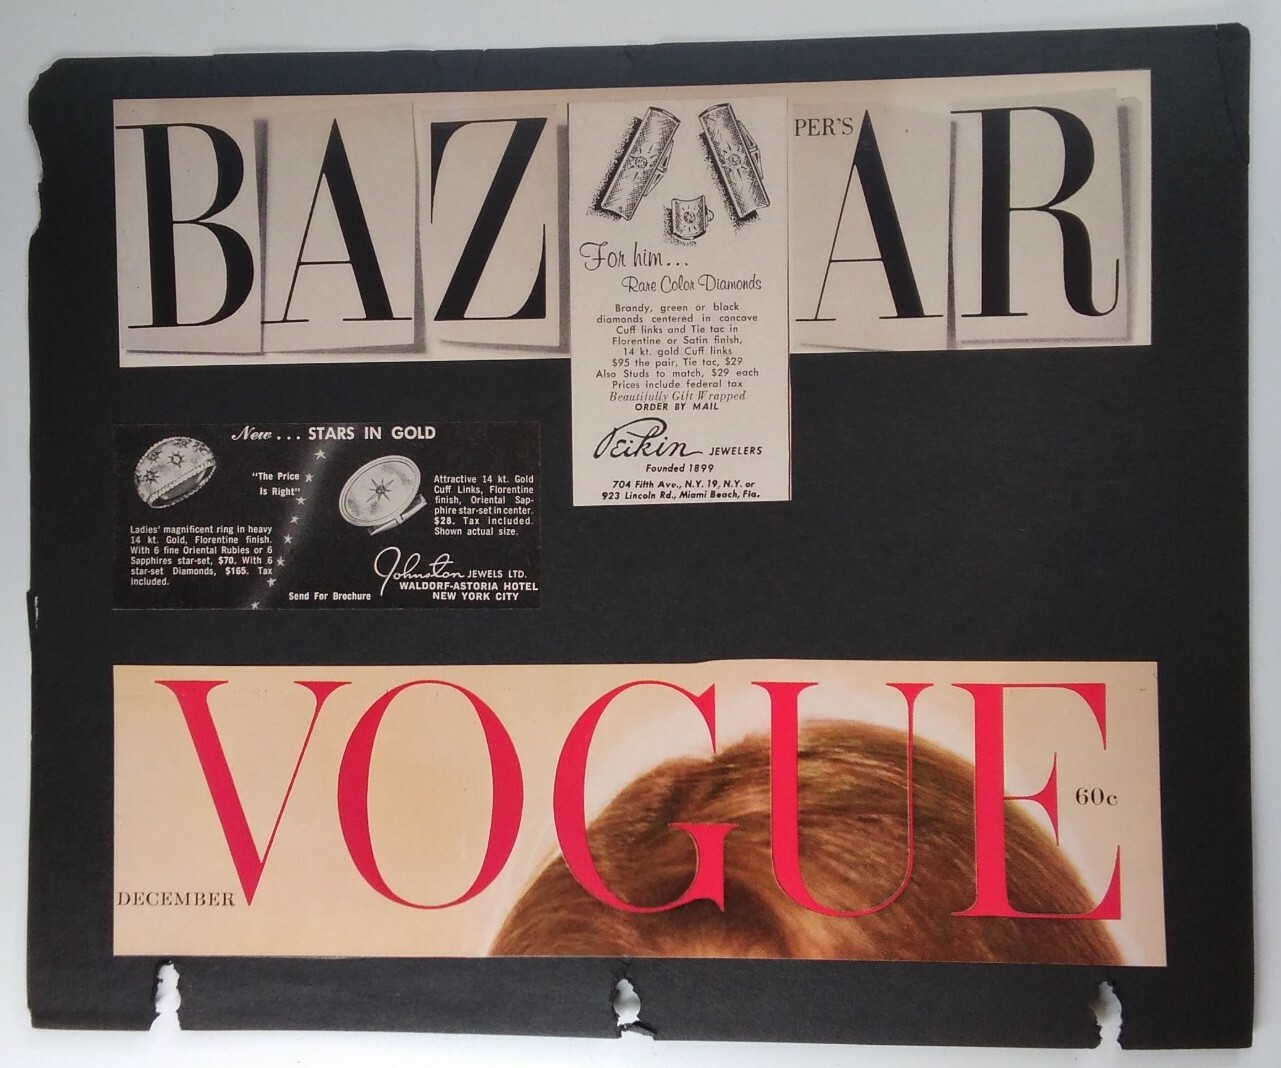 BAZ
PER'S
AR
For him...
Rare Color Diamonds
Brandy, green or black
diamonds centered in concave
Cuff links and Tie tac in
Florentine or Satin finish,
14 kt. gold Cuff links
$95 the pair, Tie tac, $29
Also Studs to match, $29 each
Prices include federal tax
Beautifully Gift Wrapped
ORDER BY MAIL
Peikin JEWELERS
Founded 1899
704 Fifth Ave., N.Y. 19, N.Y. or
923 Lincoln Rd., Miami Beach, Fla.
New... STARS IN GOLD
"The Price
Is Right"
Ladies' magnificent ring in heavy
14 kt. Gold, Florentine finish.
With 6 fine Oriental Rubies or 6
Sapphires star-set, $70. With 6
star-set Diamonds, $165. Tax
included.
Attractive 14 kt. Gold
Cuff Links, Florentine
finish, Oriental Sap-
phire star-set in center.
$28. Tax included.
Shown actual size.
Johnston JEWELS LTD.
WALDORF-ASTORIA HOTEL
NEW YORK CITY
Send For Brochure
VOGUE
60c
DECEMBER